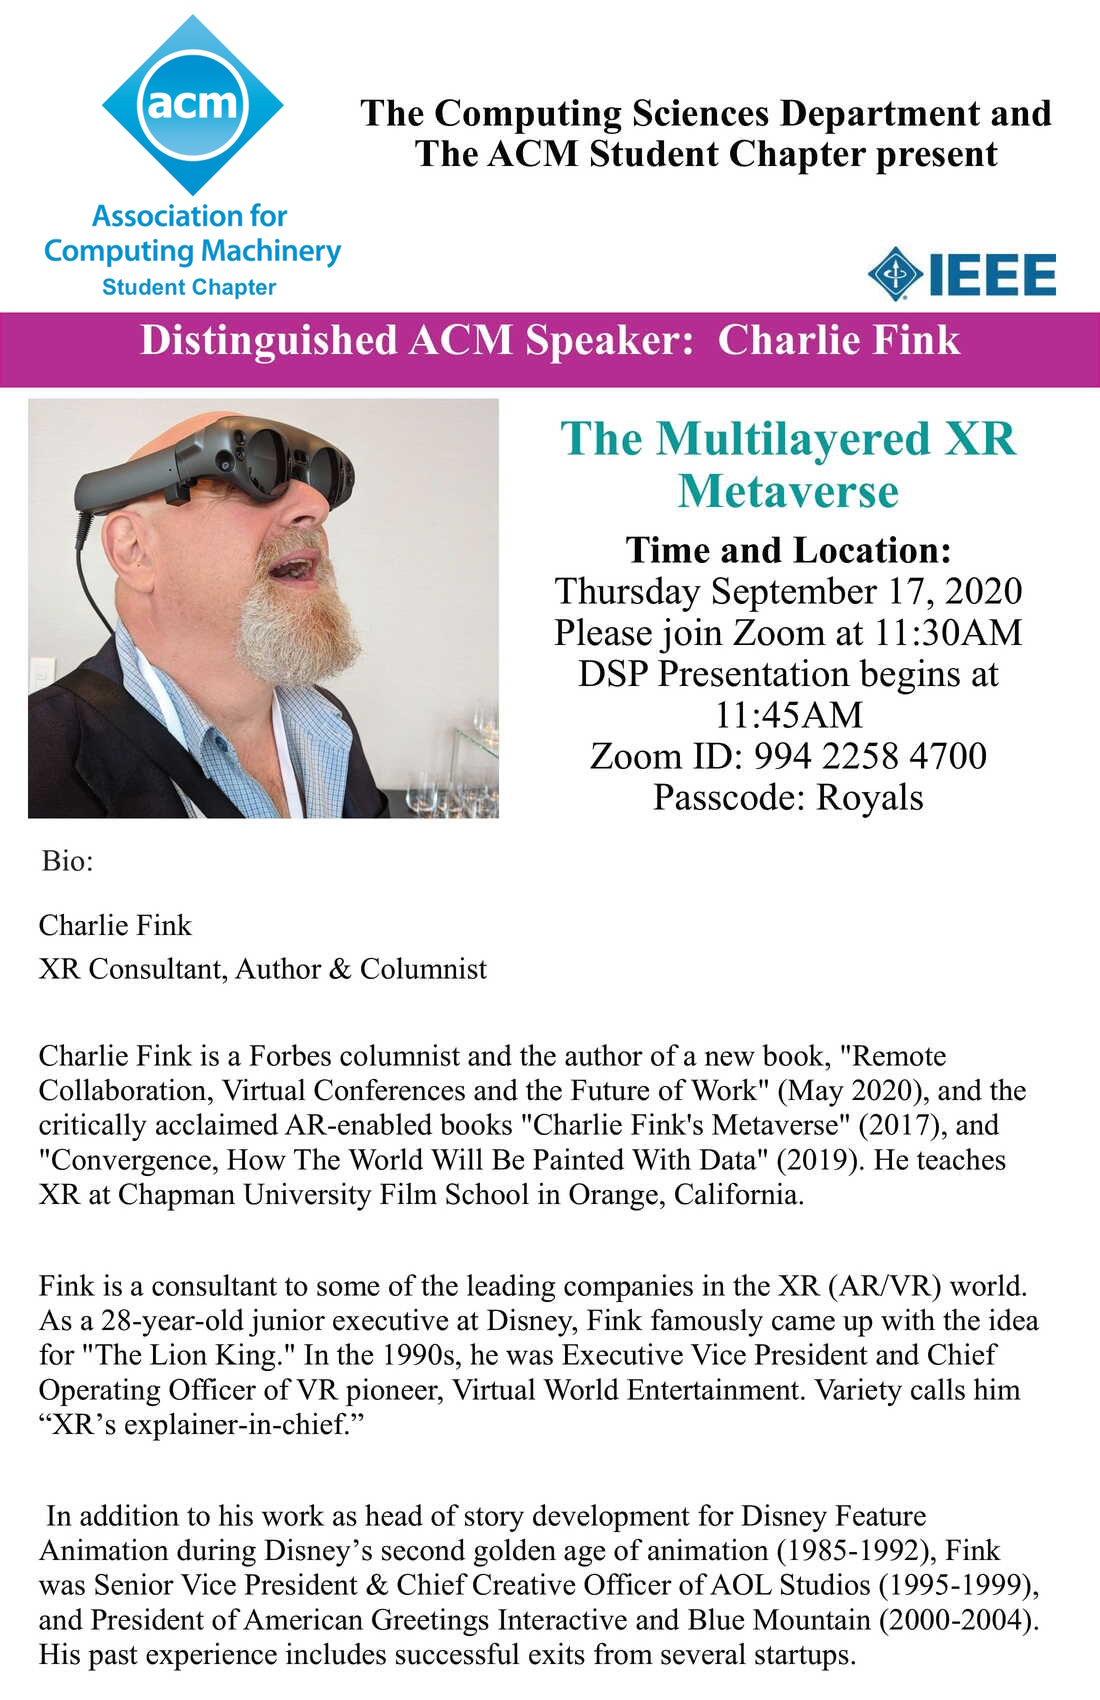 acm
Association for
Computing Machinery
Student Chapter
The Computing Sciences Department and
The ACM Student Chapter present
IEEE
Distinguished ACM Speaker:  Charlie Fink
The Multilayered XR
Metaverse
Time and Location:
Thursday September 17, 2020
Please join Zoom at 11:30AM
DSP Presentation begins at
11:45AM
Zoom ID: 994 2258 4700
Passcode: Royals
Bio:
Charlie Fink
XR Consultant, Author & Columnist
Charlie Fink is a Forbes columnist and the author of a new book, "Remote
Collaboration, Virtual Conferences and the Future of Work" (May 2020), and the
critically acclaimed AR-enabled books "Charlie Fink's Metaverse" (2017), and
"Convergence, How The World Will Be Painted With Data" (2019). He teaches
XR at Chapman University Film School in Orange, California.
Fink is a consultant to some of the leading companies in the XR (AR/VR) world.
As a 28-year-old junior executive at Disney, Fink famously came up with the idea
for "The Lion King." In the 1990s, he was Executive Vice President and Chief
Operating Officer of VR pioneer, Virtual World Entertainment. Variety calls him
“XR’s explainer-in-chief.”
In addition to his work as head of story development for Disney Feature
Animation during Disney’s second golden age of animation (1985-1992), Fink
was Senior Vice President & Chief Creative Officer of AOL Studios (1995-1999),
and President of American Greetings Interactive and Blue Mountain (2000-2004).
His past experience includes successful exits from several startups.